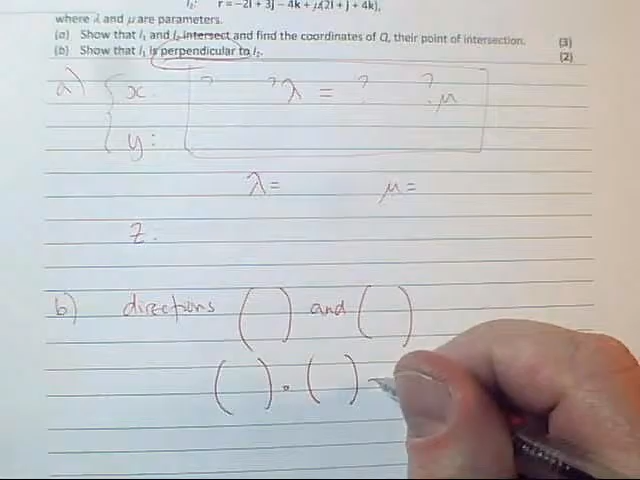 l₂: r = −2i + 3j − 4k + μ(2i + j + 4k),
where λ and μ are parameters.
(a) Show that l₁ and l₂ intersect and find the coordinates of Q, their point of intersection. (3)
(b) Show that l₁ is perpendicular to l₂. (2)
a) x ? ? λ = ? ? . μ
y :
λ = μ =
z .
b) directions ( ) and ( )
( ) . ( )